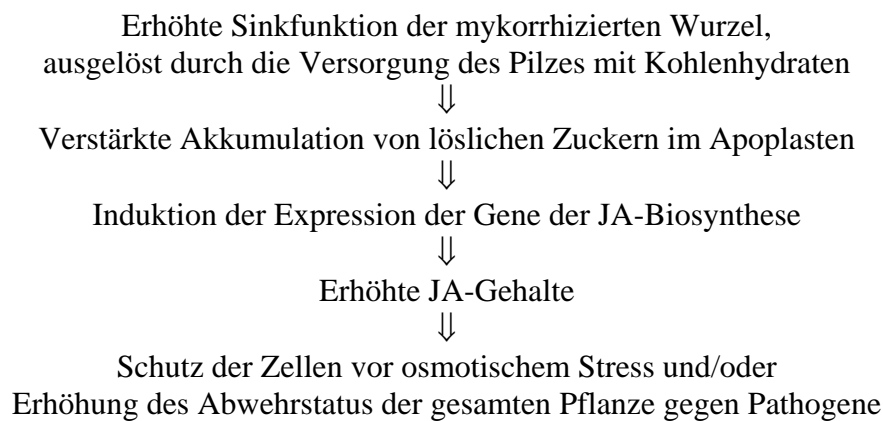 Erhöhte Sinkfunktion der mykorrhizierten Wurzel,
ausgelöst durch die Versorgung des Pilzes mit Kohlenhydraten
⇓
Verstärkte Akkumulation von löslichen Zuckern im Apoplasten
⇓
Induktion der Expression der Gene der JA-Biosynthese
⇓
Erhöhte JA-Gehalte
⇓
Schutz der Zellen vor osmotischem Stress und/oder
Erhöhung des Abwehrstatus der gesamten Pflanze gegen Pathogene